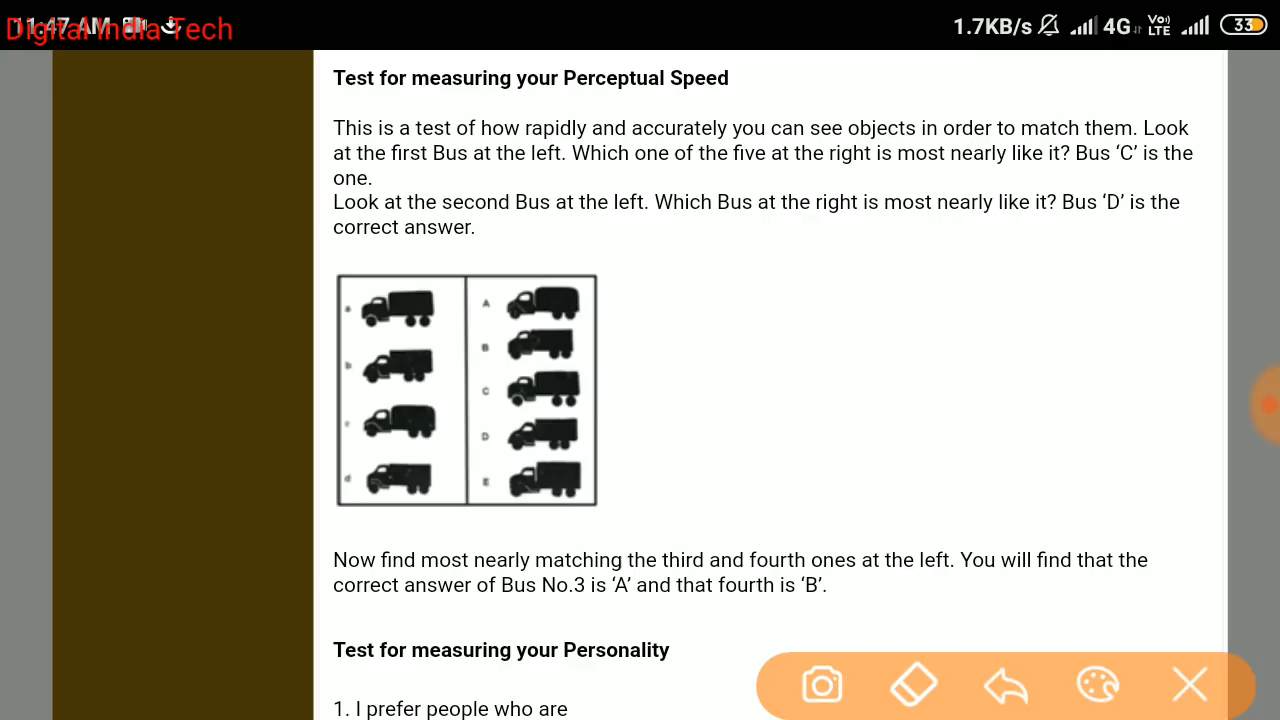 11:47 AM
Digital India Tech
1.7KB/s 4G Vo) LTE 33
Test for measuring your Perceptual Speed
This is a test of how rapidly and accurately you can see objects in order to match them. Look
at the first Bus at the left. Which one of the five at the right is most nearly like it? Bus ‘C’ is the
one.
Look at the second Bus at the left. Which Bus at the right is most nearly like it? Bus ‘D’ is the
correct answer.
a
b
d
A
B
C
D
E
Now find most nearly matching the third and fourth ones at the left. You will find that the
correct answer of Bus No.3 is ‘A’ and that fourth is ‘B’.
Test for measuring your Personality
1. I prefer people who are